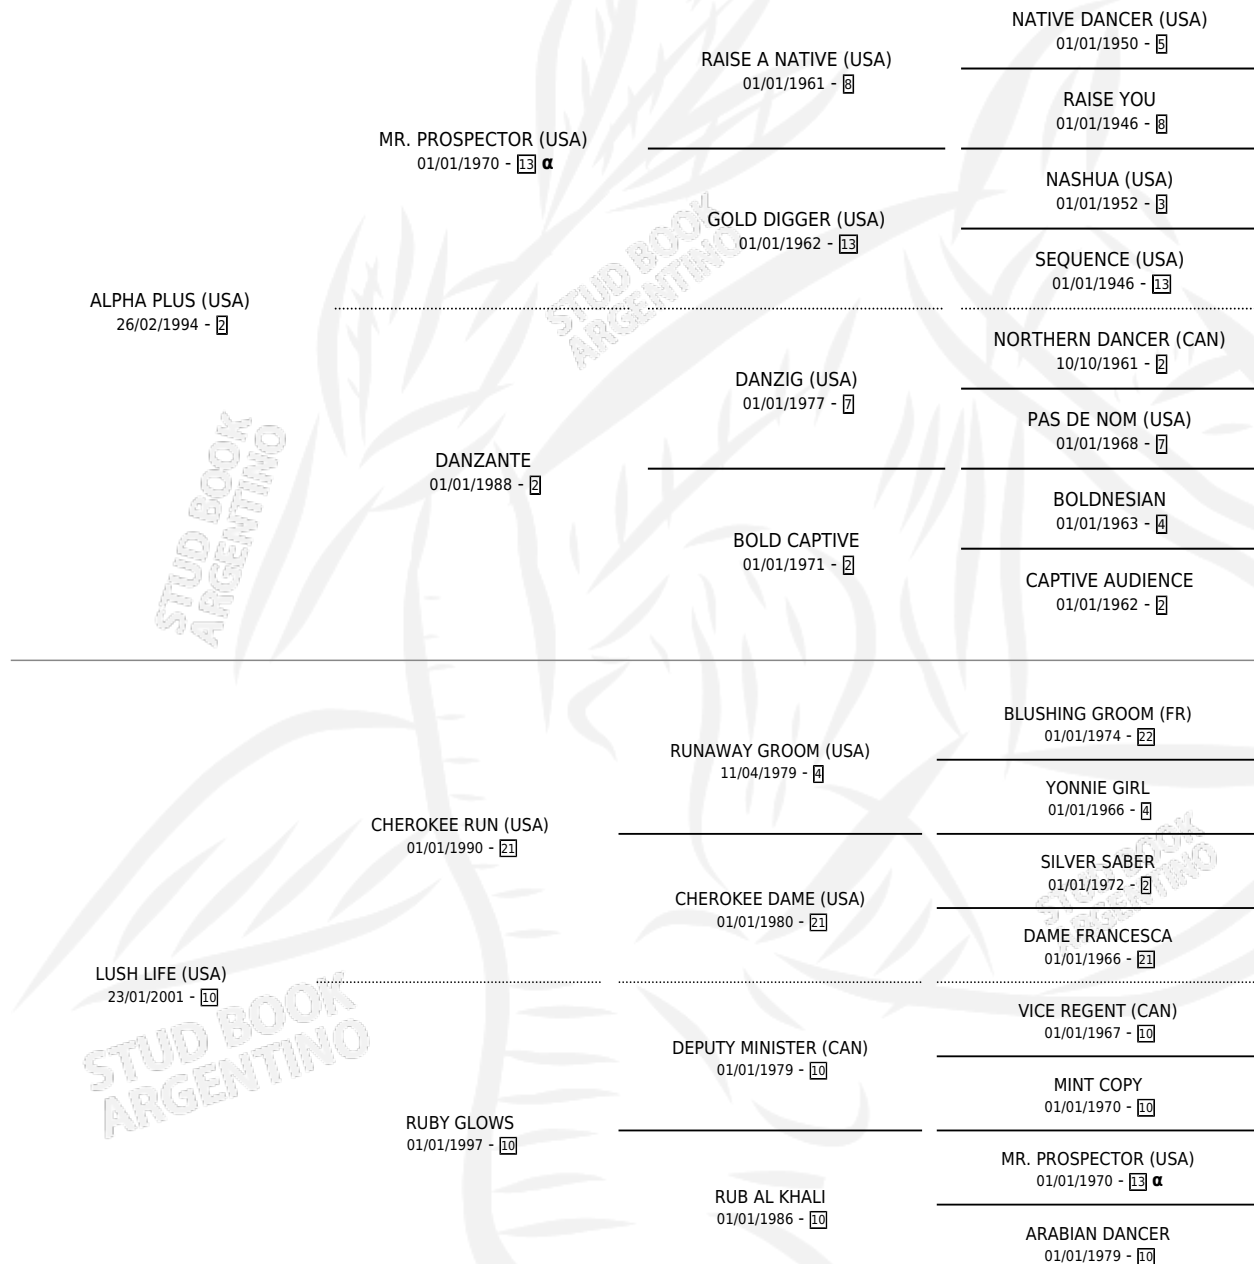 NATIVE DANCER (USA)
01/01/1950 - 5
RAISE A NATIVE (USA)
01/01/1961 - 8
RAISE YOU
01/01/1946 - 8
MR. PROSPECTOR (USA)
01/01/1970 - 13 α
NASHUA (USA)
01/01/1952 - 3
GOLD DIGGER (USA)
01/01/1962 - 13
SEQUENCE (USA)
01/01/1946 - 13
ALPHA PLUS (USA)
26/02/1994 - 2
NORTHERN DANCER (CAN)
10/10/1961 - 2
DANZIG (USA)
01/01/1977 - 7
PAS DE NOM (USA)
01/01/1968 - 7
DANZANTE
01/01/1988 - 2
BOLDNESIAN
01/01/1963 - 4
BOLD CAPTIVE
01/01/1971 - 2
CAPTIVE AUDIENCE
01/01/1962 - 2
BLUSHING GROOM (FR)
01/01/1974 - 22
RUNAWAY GROOM (USA)
11/04/1979 - 4
YONNIE GIRL
01/01/1966 - 4
CHEROKEE RUN (USA)
01/01/1990 - 21
SILVER SABER
01/01/1972 - 2
CHEROKEE DAME (USA)
01/01/1980 - 21
DAME FRANCESCA
01/01/1966 - 21
LUSH LIFE (USA)
23/01/2001 - 10
VICE REGENT (CAN)
01/01/1967 - 10
DEPUTY MINISTER (CAN)
01/01/1979 - 10
MINT COPY
01/01/1970 - 10
RUBY GLOWS
01/01/1997 - 10
MR. PROSPECTOR (USA)
01/01/1970 - 13 α
RUB AL KHALI
01/01/1986 - 10
ARABIAN DANCER
01/01/1979 - 10
STUD BOOK
ARGENTINO
STUD BOOK
ARGENTINO
STUD BOOK
ARGENTINO
STUD BOOK
ARGENTINO